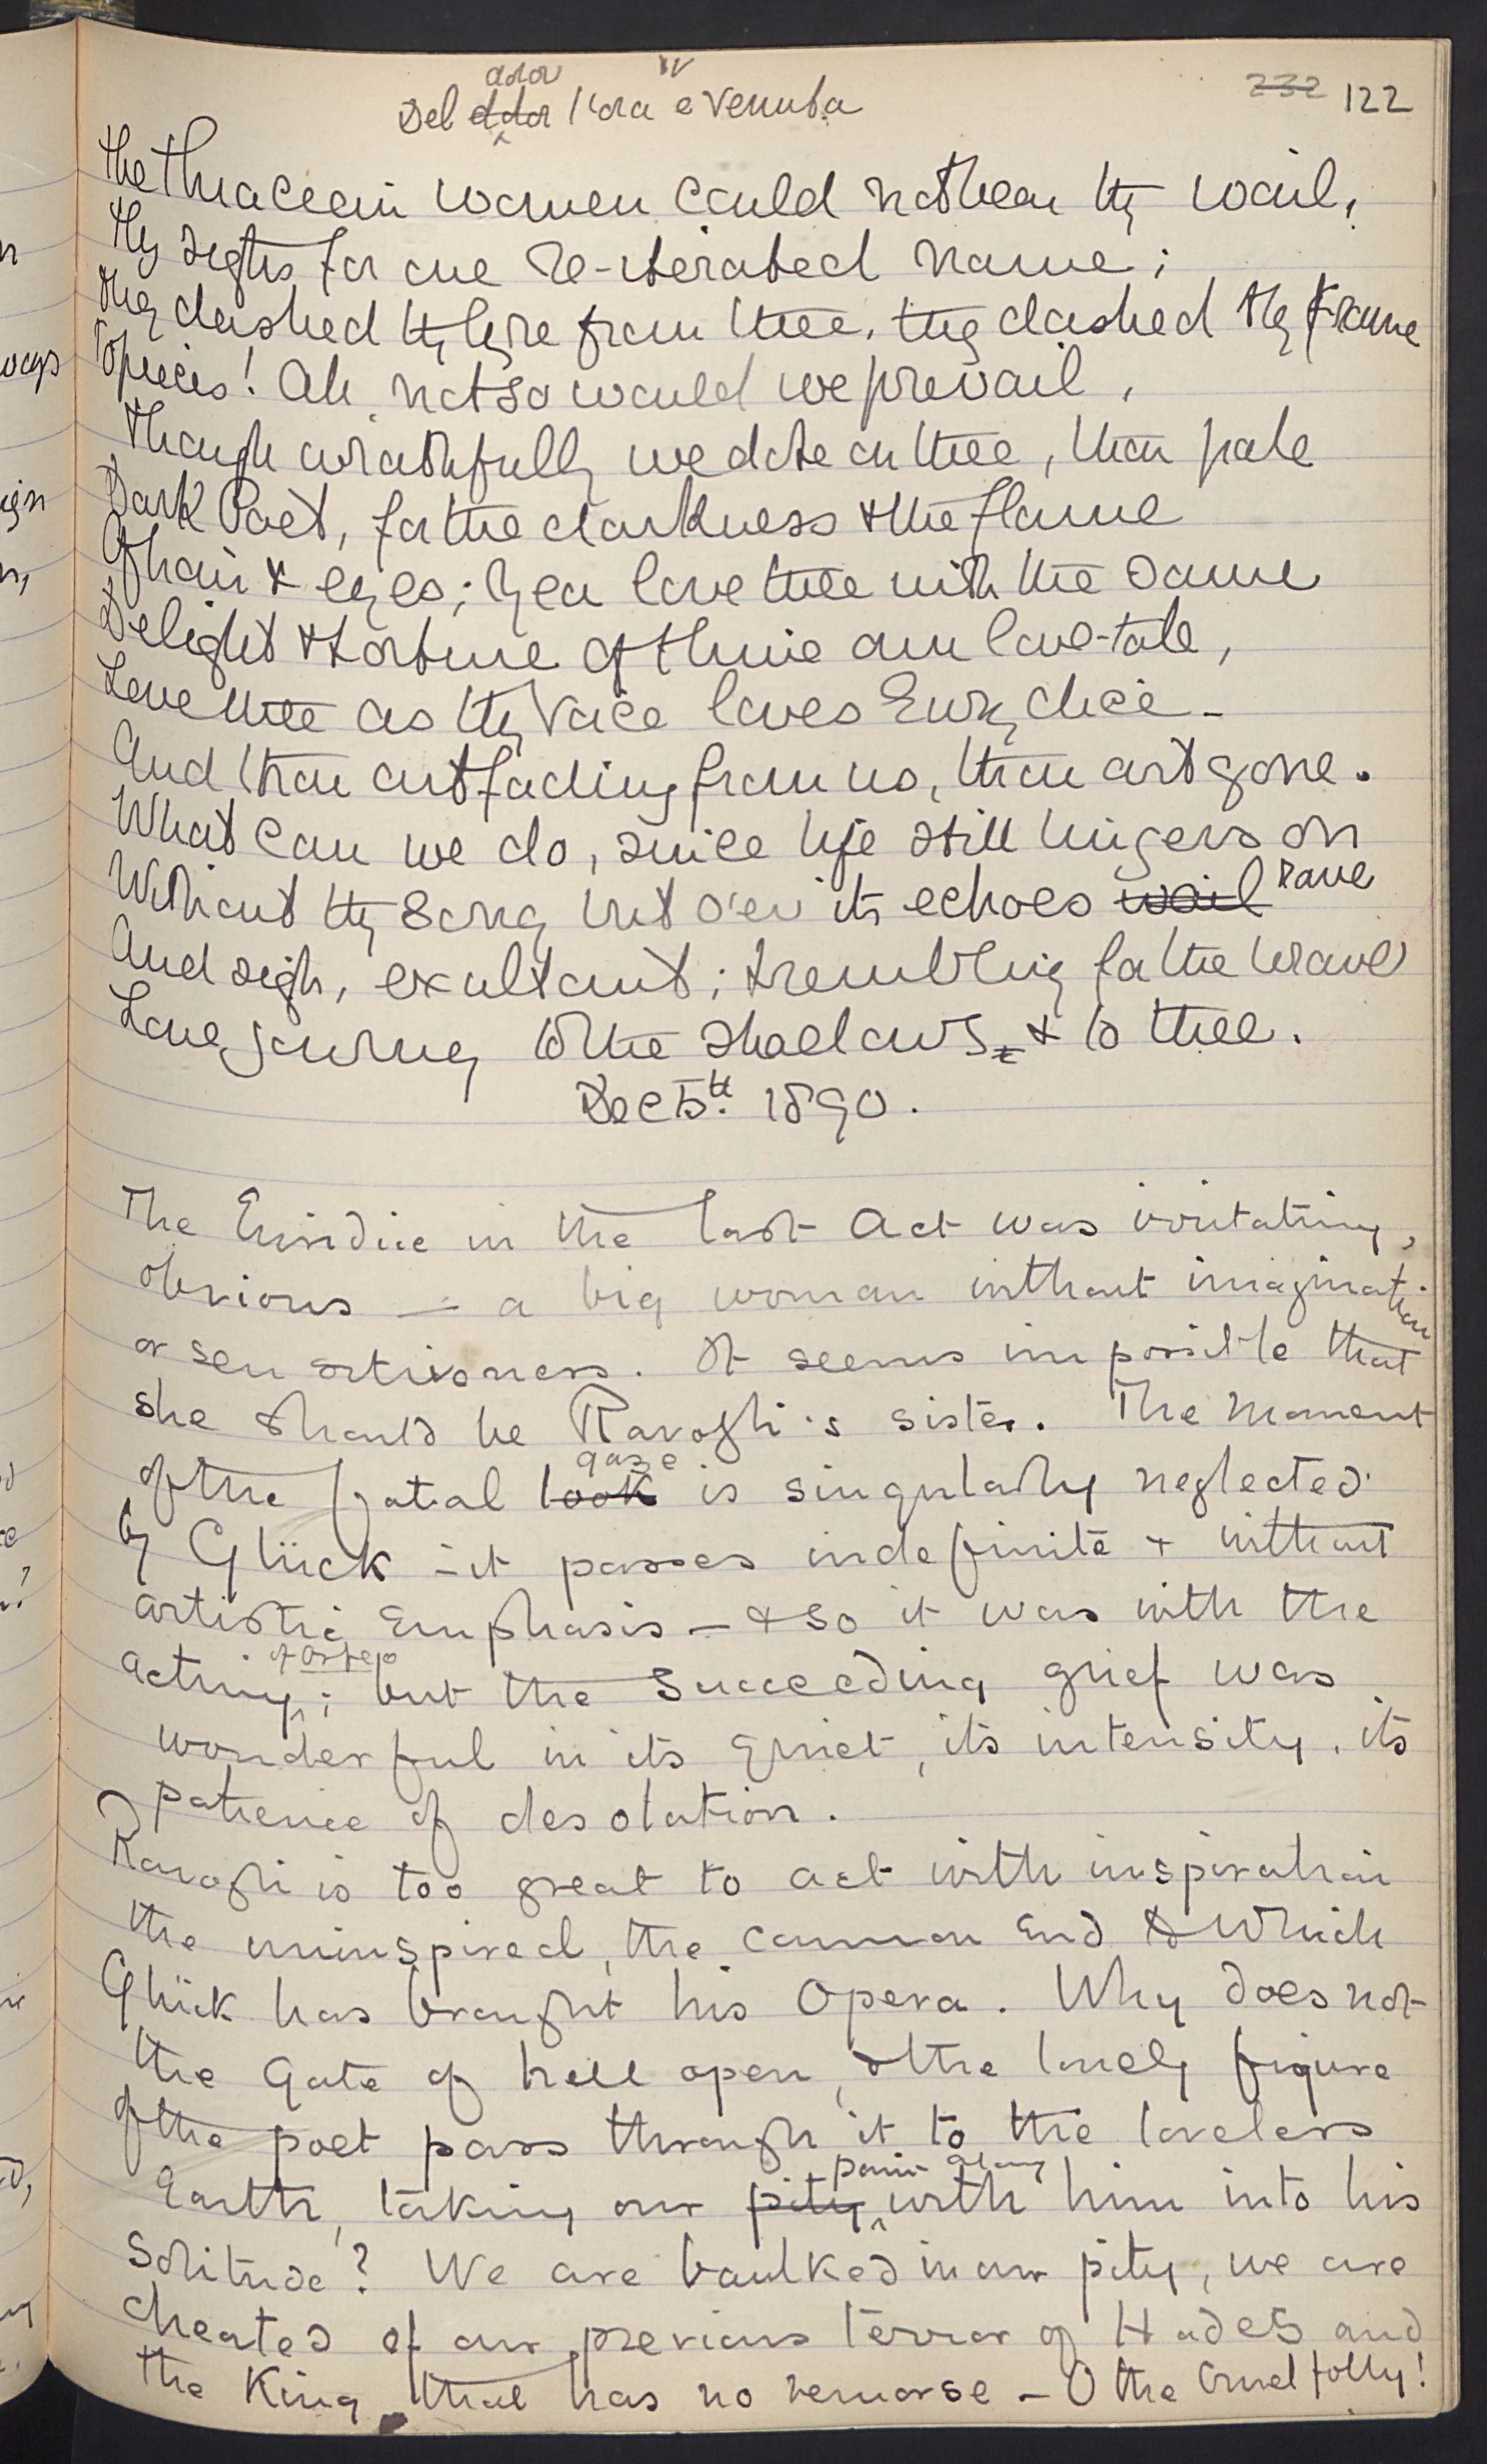 232 122
ador
Del ddor l'ora è venuta
the Thraceain women could not bear thy wail,
thy sighs for one re-iterated name;
they dashed thy lyre from thee, they dashed thy frame
To pieces! Ah not so would we prevail,
Though wrathfully we dote on thee, thou pale
Dark Poet, for the darkness & the flame
Of hair & eyes; yea love thee with the same
Delight & torture of thine own love-tale,
Love thee as thy Voice loves Eurydice –
And thou art fading from us, thou art gone.
What can we do, since life still lingers on
Without thy Song but o'er its echoes wail rave
And sigh, exultant; trembling for the brave
Long journey to the shadows, & to thee.
Dec 5th. 1890.
The Euridice in the last act was irritating,
obvious – a big woman without imagination
or sensitiveness. It seems impossible that
she should be Ravogli's sister. The moment
gaze
of the fatal look is singularly neglected
by Glück – it passes indefinite & without
artistic Emphasis – & so it was with the
of Orfeo
acting; but the succeeding grief was
wonderful in its quiet, its intensity, its
patience of desolation.
Ravogli is too great to act with inspiration
the uninspired, the common End to which
Glück has brought his Opera. Why does not
the Gate of hell open, & the lonely figure
of the poet pass through it to the loveless
pain along
Earth, taking our pity with him into his
Solitude? We are baulked in our pity, we are
cheated of our previous terror of Hades and
the King that has no remorse – O the cruel folly!